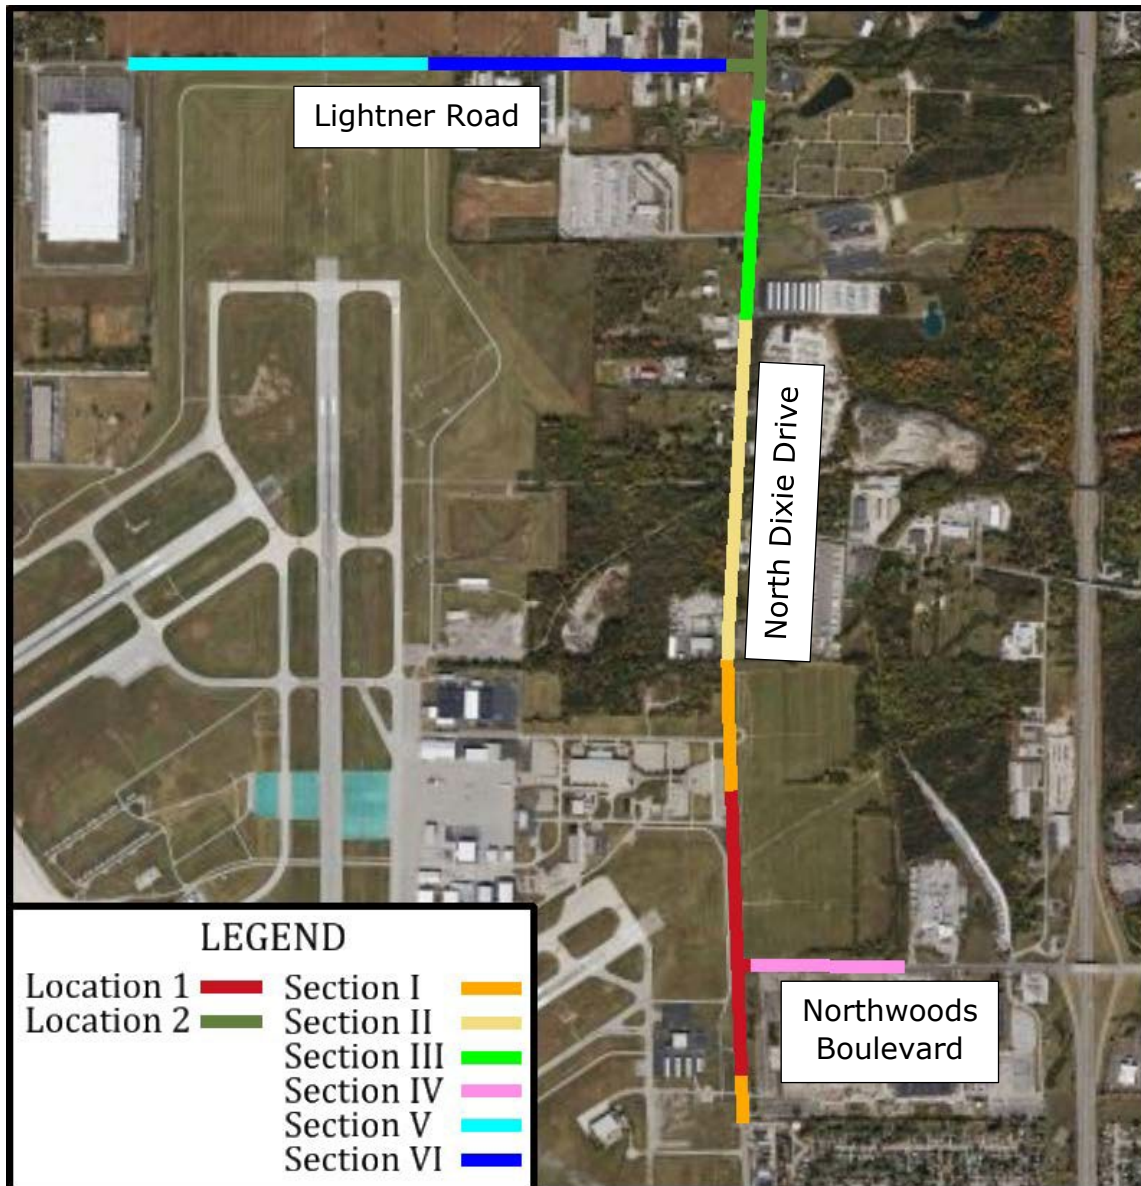 Lightner Road
North Dixie Drive
Northwoods
Boulevard
LEGEND
Location 1
Location 2
Section I
Section II
Section III
Section IV
Section V
Section VI